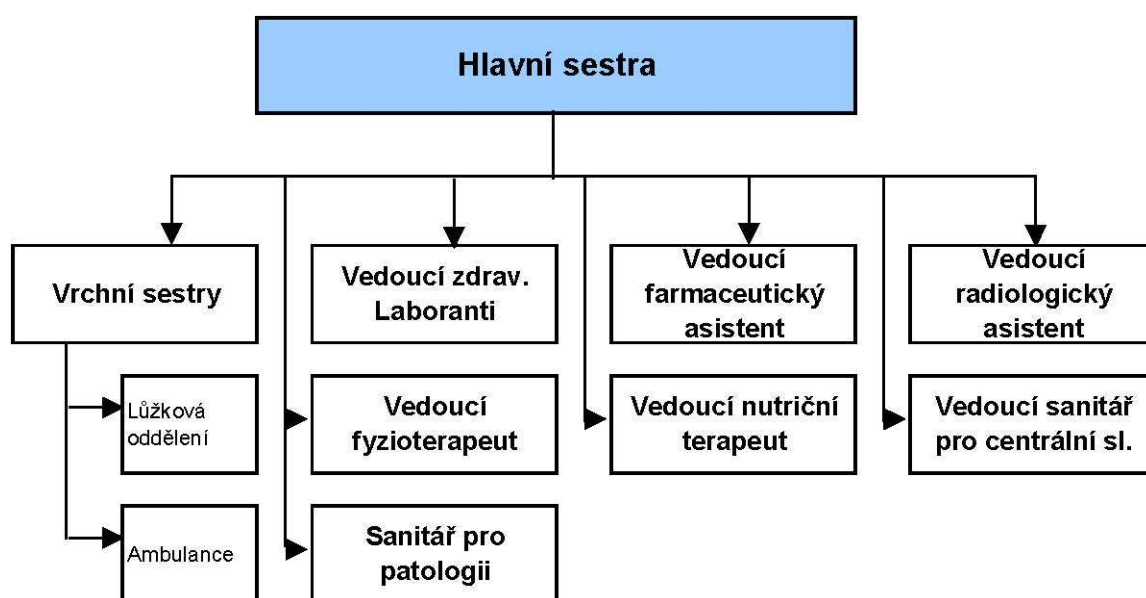 Hlavní sestra
Vrchní sestry
Vedoucí zdrav.
Laboranti
Vedoucí
farmaceutický
asistent
Vedoucí
radiologický
asistent
Lůžková
oddělení
Vedoucí
fyzioterapeut
Vedoucí nutriční
terapeut
Vedoucí sanitář
pro centrální sl.
Ambulance
Sanitář pro
patologii